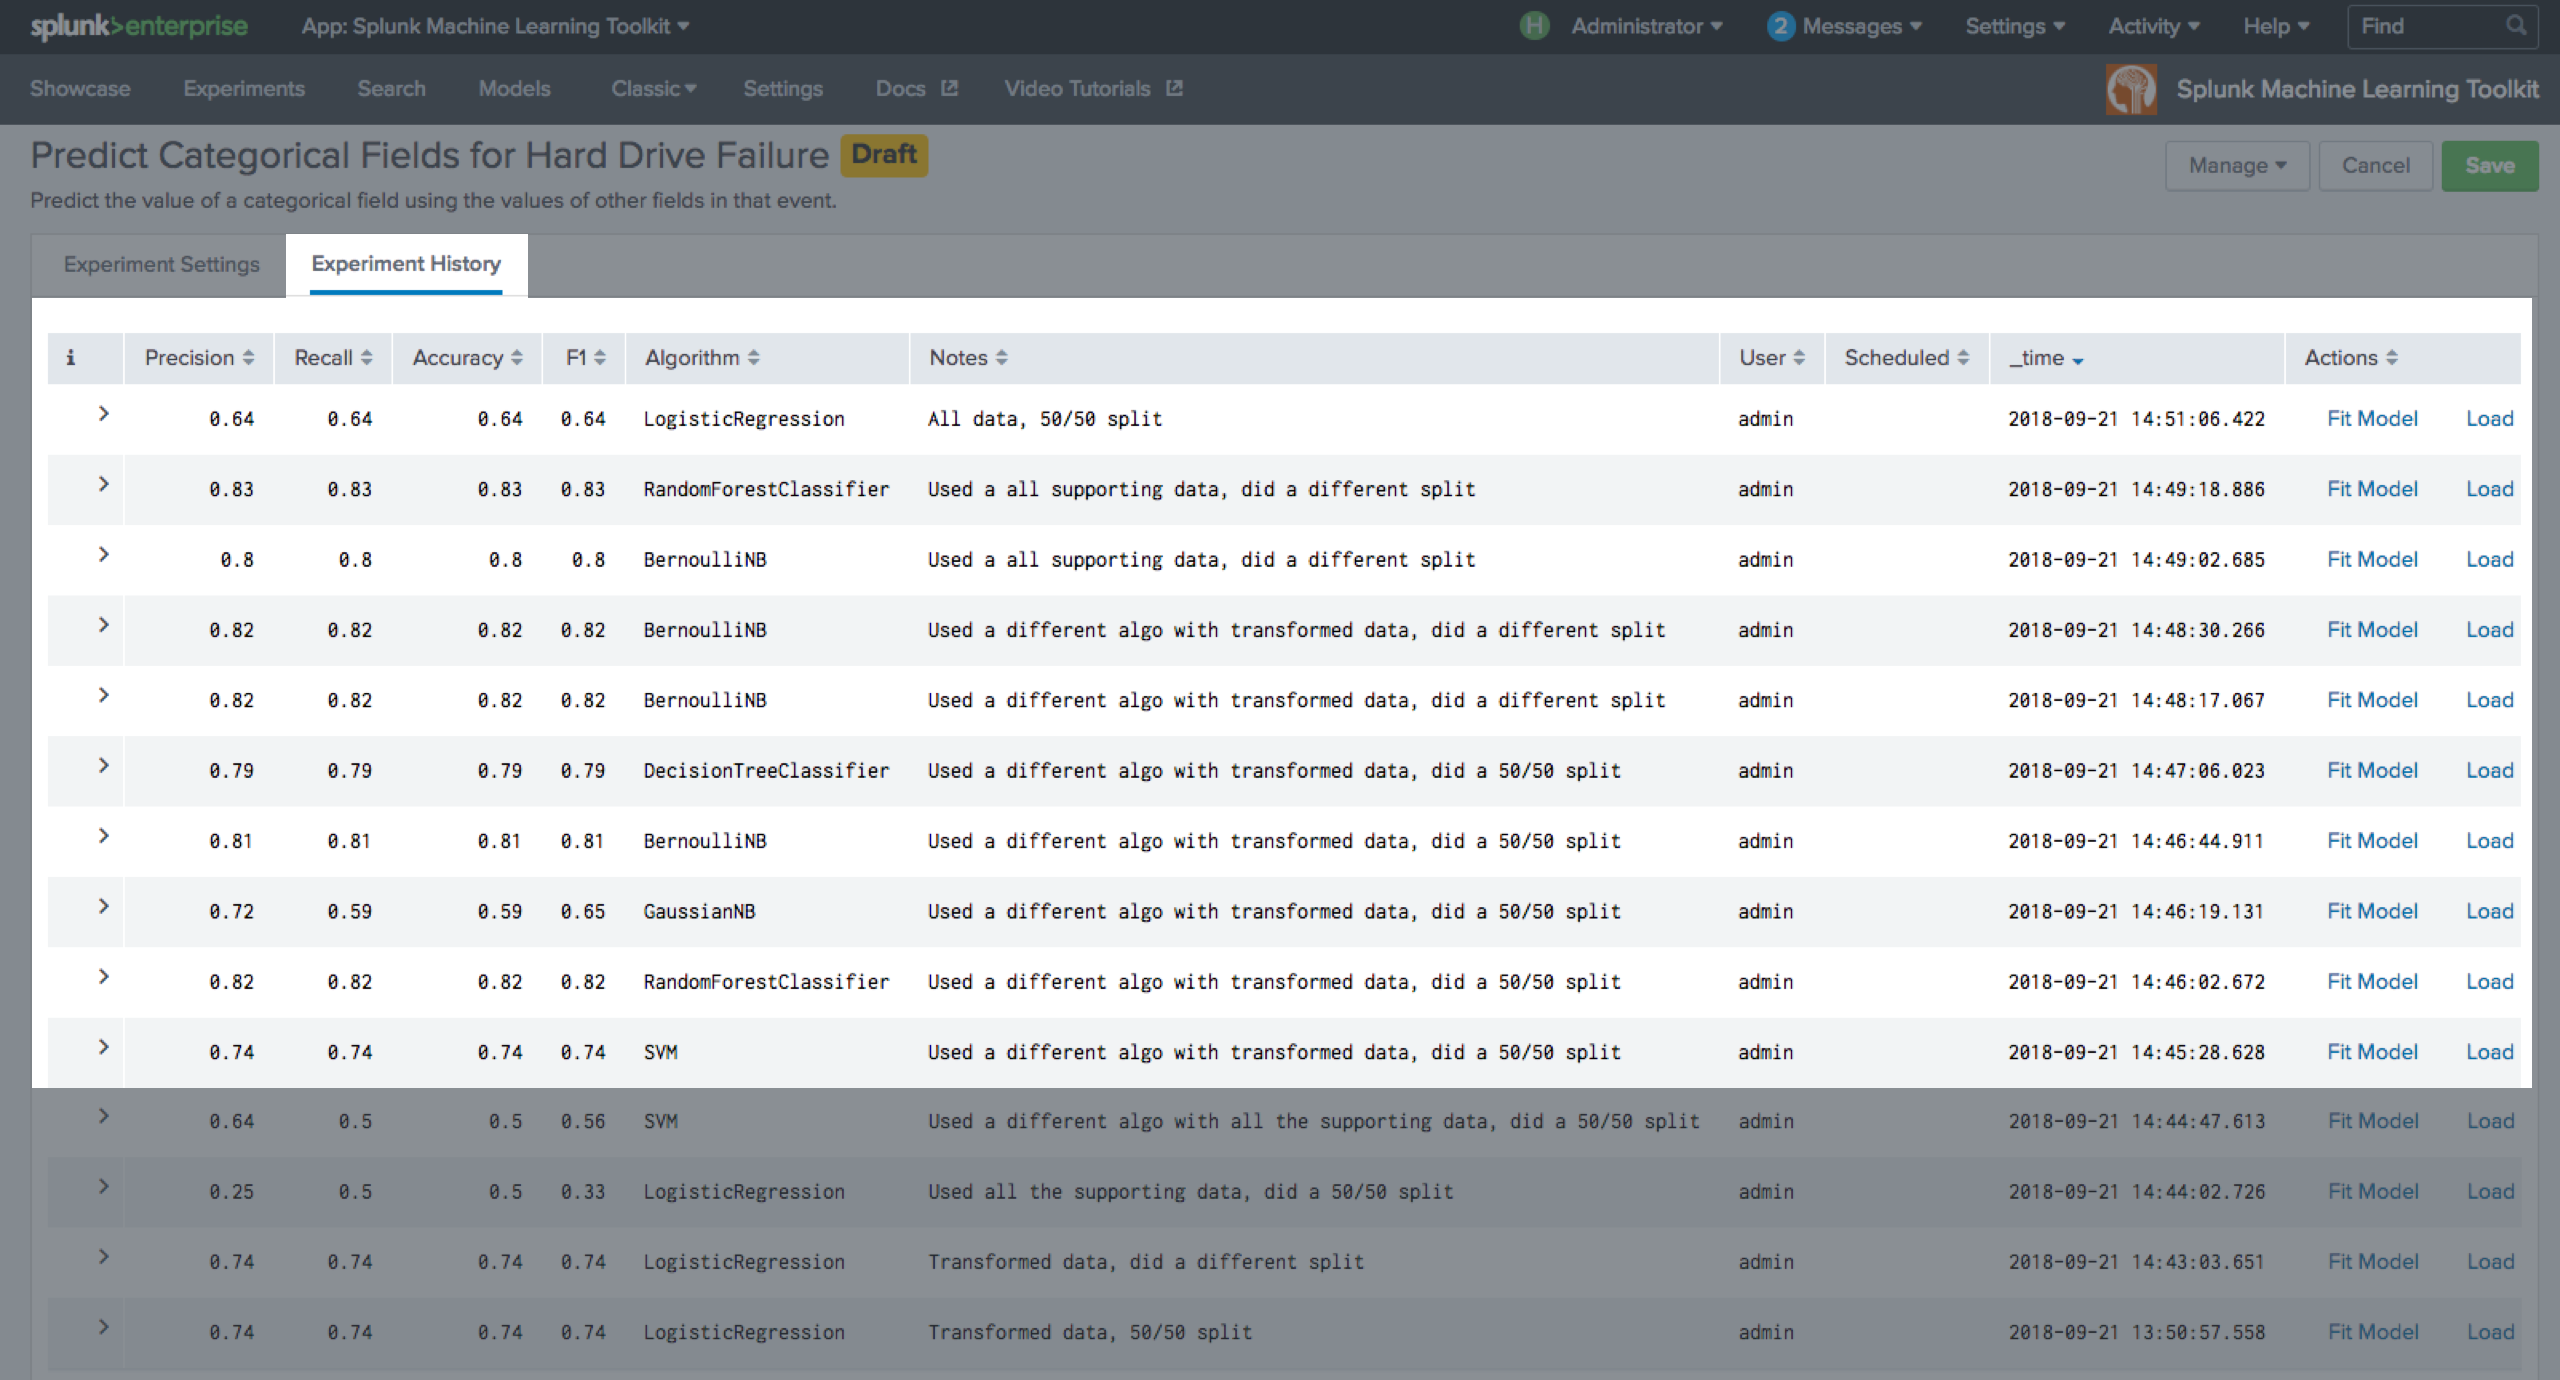 splunk>enterprise App: Splunk Machine Learning Toolkit H Administrator 2 Messages Settings Activity Help Find
Showcase Experiments Search Models Classic Settings Docs Video Tutorials Splunk Machine Learning Toolkit
Predict Categorical Fields for Hard Drive Failure Draft Manage Cancel Save
Predict the value of a categorical field using the values of other fields in that event.
Experiment Settings Experiment History
i Precision Recall Accuracy F1 Algorithm Notes User Scheduled _time Actions
0.64 0.64 0.64 0.64 LogisticRegression All data, 50/50 split admin 2018-09-21 14:51:06.422 Fit Model Load
0.83 0.83 0.83 0.83 RandomForestClassifier Used a all supporting data, did a different split admin 2018-09-21 14:49:18.886 Fit Model Load
0.8 0.8 0.8 0.8 BernoulliNB Used a all supporting data, did a different split admin 2018-09-21 14:49:02.685 Fit Model Load
0.82 0.82 0.82 0.82 BernoulliNB Used a different algo with transformed data, did a different split admin 2018-09-21 14:48:30.266 Fit Model Load
0.82 0.82 0.82 0.82 BernoulliNB Used a different algo with transformed data, did a different split admin 2018-09-21 14:48:17.067 Fit Model Load
0.79 0.79 0.79 0.79 DecisionTreeClassifier Used a different algo with transformed data, did a 50/50 split admin 2018-09-21 14:47:06.023 Fit Model Load
0.81 0.81 0.81 0.81 BernoulliNB Used a different algo with transformed data, did a 50/50 split admin 2018-09-21 14:46:44.911 Fit Model Load
0.72 0.59 0.59 0.65 GaussianNB Used a different algo with transformed data, did a 50/50 split admin 2018-09-21 14:46:19.131 Fit Model Load
0.82 0.82 0.82 0.82 RandomForestClassifier Used a different algo with transformed data, did a 50/50 split admin 2018-09-21 14:46:02.672 Fit Model Load
0.74 0.74 0.74 0.74 SVM Used a different algo with transformed data, did a 50/50 split admin 2018-09-21 14:45:28.628 Fit Model Load
0.64 0.5 0.5 0.56 SVM Used a different algo with all the supporting data, did a 50/50 split admin 2018-09-21 14:44:47.613 Fit Model Load
0.25 0.5 0.5 0.33 LogisticRegression Used all the supporting data, did a 50/50 split admin 2018-09-21 14:44:02.726 Fit Model Load
0.74 0.74 0.74 0.74 LogisticRegression Transformed data, did a different split admin 2018-09-21 14:43:03.651 Fit Model Load
0.74 0.74 0.74 0.74 LogisticRegression Transformed data, 50/50 split admin 2018-09-21 13:50:57.558 Fit Model Load